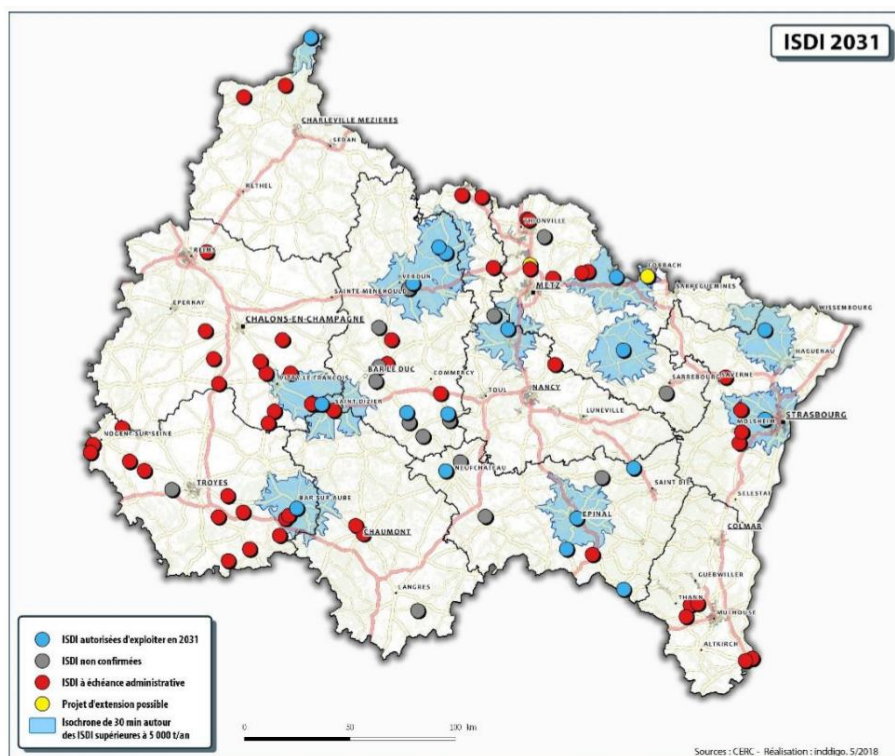 ISDI 2031
CHARLEVILLE MEZIERES
SEDAN
RETHEL
THIONVILLE
REIMS
VERDUN
FORBACH
SAINTE-MENEHOULD
METZ
SARREGUEMINES
WISSEMBOURG
EPERNAY
CHALONS-EN-CHAMPAGNE
HAGUENAU
BAR LE DUC
COMMERCY
VITRY-LE-FRANCOIS
SARREBOURG
SAVERNE
SAINT-DIZIER
TOUL
NANCY
STRASBOURG
LUNEVILLE
MOLSHEIM
NOGENT-SUR-SEINE
NEUFCHATEAU
SAINT DIE
SELESTAT
TROYES
BAR SUR AUBE
EPINAL
CHAUMONT
COLMAR
GUEBWILLER
LANGRES
THANN
MULHOUSE
ALTKIRCH
ISDI autorisées d'exploiter en 2031
ISDI non confirmées
ISDI à échéance administrative
Projet d'extension possible
Isochrone de 30 min autour
des ISDI supérieures à 5 000 t/an
0 50 100 km
Sources : CERC - Réalisation : inddigo. 5/2018